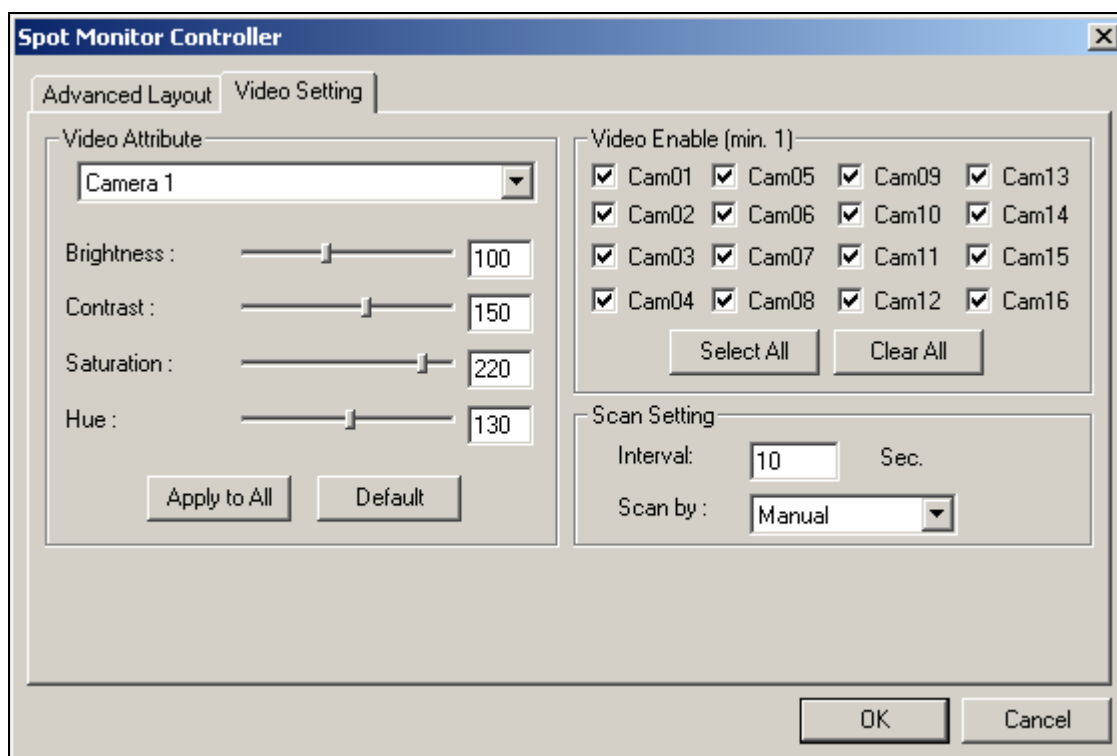 Spot Monitor Controller
Advanced Layout
Video Setting
Video Attribute
Camera 1
Brightness :
100
Contrast :
150
Saturation :
220
Hue :
130
Apply to All
Default
Video Enable (min. 1)
Cam01 Cam05 Cam09 Cam13
Cam02 Cam06 Cam10 Cam14
Cam03 Cam07 Cam11 Cam15
Cam04 Cam08 Cam12 Cam16
Select All
Clear All
Scan Setting
Interval: 10 Sec.
Scan by : Manual
OK
Cancel